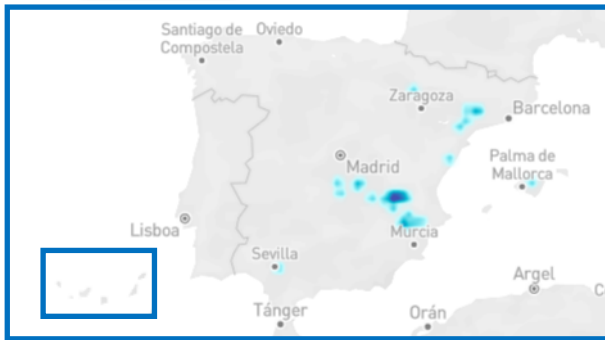 Santiago de
Compostela
Oviedo
Zaragoza
Barcelona
Madrid
Palma de
Mallorca
Lisboa
Murcia
Sevilla
Argel
Tánger
Orán